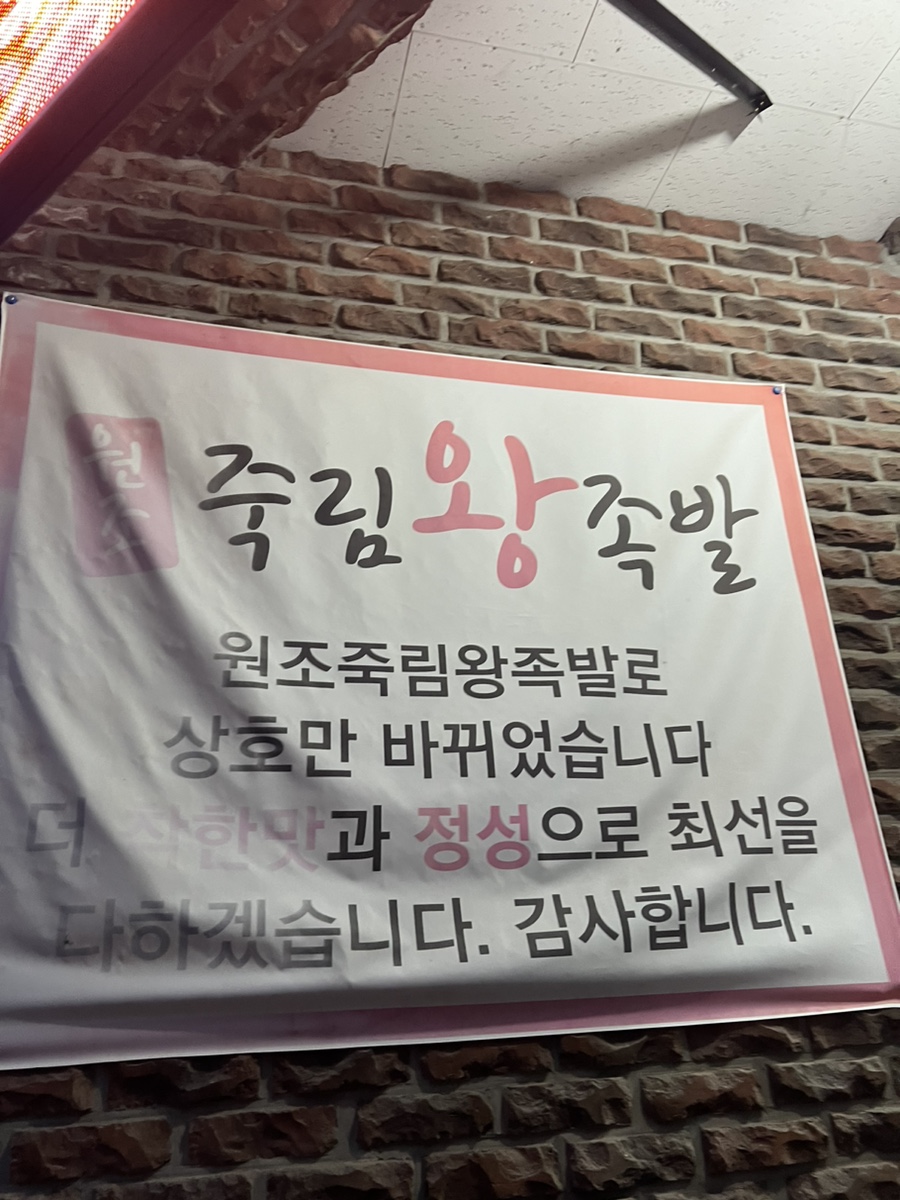 원조
죽림왕족발
원조죽림왕족발로
상호만 바뀌었습니다
더 착한맛과 정성으로 최선을
다하겠습니다. 감사합니다.